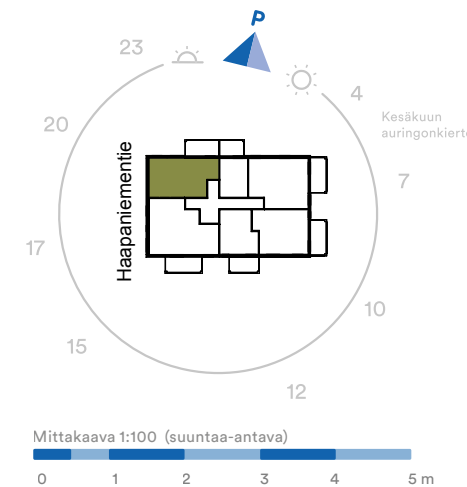 P
23
4
Kesäkuun
auringonkierto
20
7
Haapaniementie
17
10
15
12
Mittakaava 1:100 (suuntaa-antava)
0 1 2 3 4 5 m